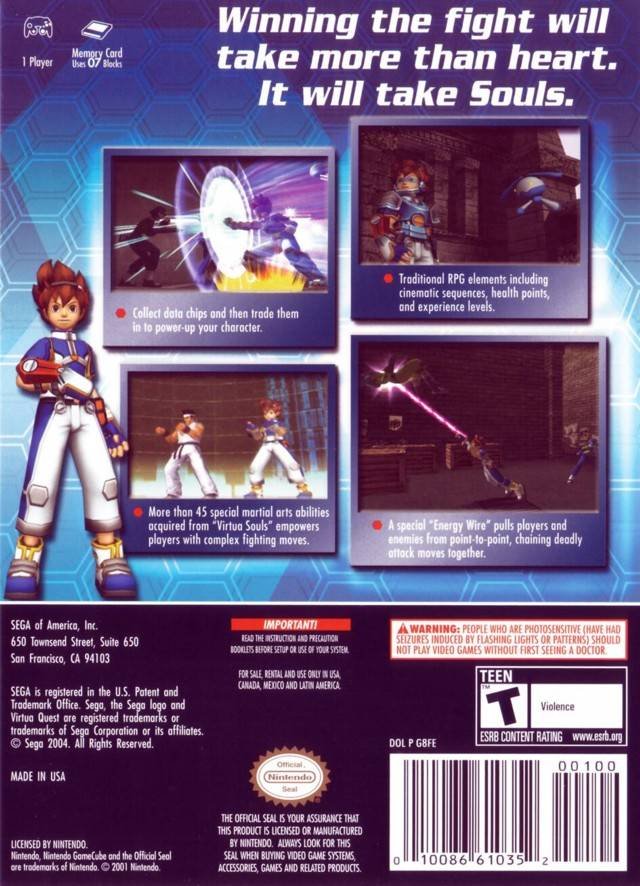 Winning the fight will
take more than heart.
It will take Souls.
1 Player
Memory Card
Uses 07 Blocks
Collect data chips and then trade them
in to power-up your character.
Traditional RPG elements including
cinematic sequences, health points,
and experience levels.
More than 45 special martial arts abilities
acquired from "Virtua Souls" empowers
players with complex fighting moves.
A special "Energy Wire" pulls players and
enemies from point-to-point, chaining deadly
attack moves together.
SEGA of America, Inc.
650 Townsend Street, Suite 650
San Francisco, CA 94103
SEGA is registered in the U.S. Patent and
Trademark Office. Sega, the Sega logo and
Virtua Quest are registered trademarks or
trademarks of Sega Corporation or its affiliates.
© Sega 2004. All Rights Reserved.
MADE IN USA
LICENSED BY NINTENDO.
Nintendo, Nintendo GameCube and the Official Seal
are trademarks of Nintendo. © 2001 Nintendo.
IMPORTANT!
READ THE INSTRUCTION AND PRECAUTION
BOOKLETS BEFORE SETUP OR USE OF YOUR SYSTEM.
FOR SALE, RENTAL AND USE ONLY IN USA,
CANADA, MEXICO AND LATIN AMERICA.
Official
Nintendo
Seal
THE OFFICIAL SEAL IS YOUR ASSURANCE THAT
THIS PRODUCT IS LICENSED OR MANUFACTURED
BY NINTENDO. ALWAYS LOOK FOR THIS
SEAL WHEN BUYING VIDEO GAME SYSTEMS,
ACCESSORIES, GAMES AND RELATED PRODUCTS.
WARNING: PEOPLE WHO ARE PHOTOSENSITIVE (HAVE HAD
SEIZURES INDUCED BY FLASHING LIGHTS OR PATTERNS) SHOULD
NOT PLAY VIDEO GAMES WITHOUT FIRST SEEING A DOCTOR.
TEEN
T
TM
Violence
ESRB CONTENT RATING www.esrb.org
DOL P G8FE
00100
0 10086 61035 2